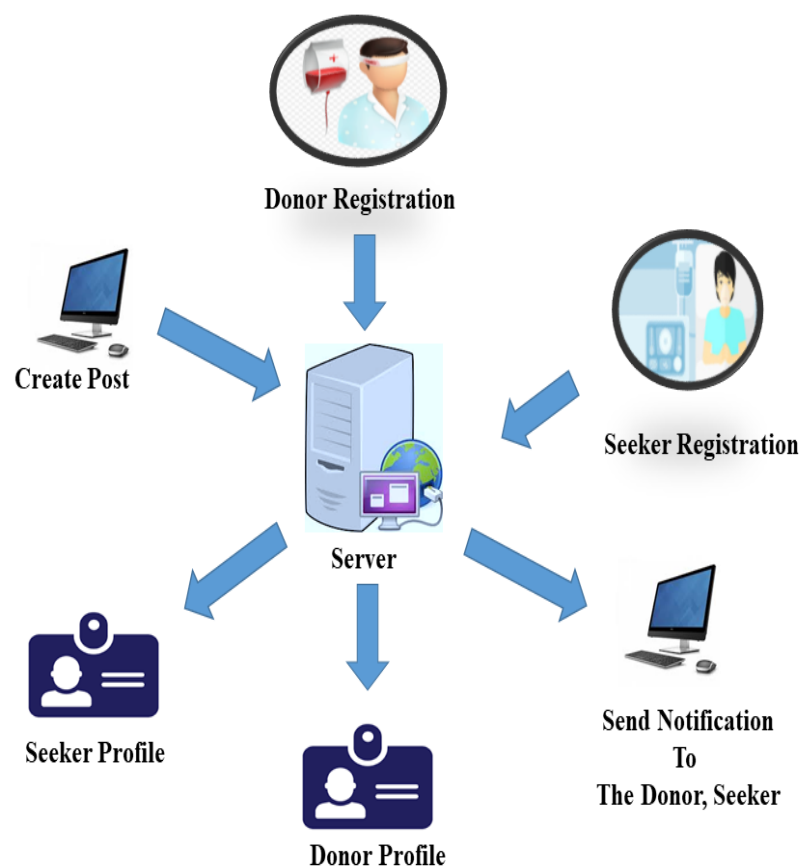 Donor Registration
Create Post
Seeker Registration
Server
Seeker Profile
Send Notification
To
The Donor, Seeker
Donor Profile